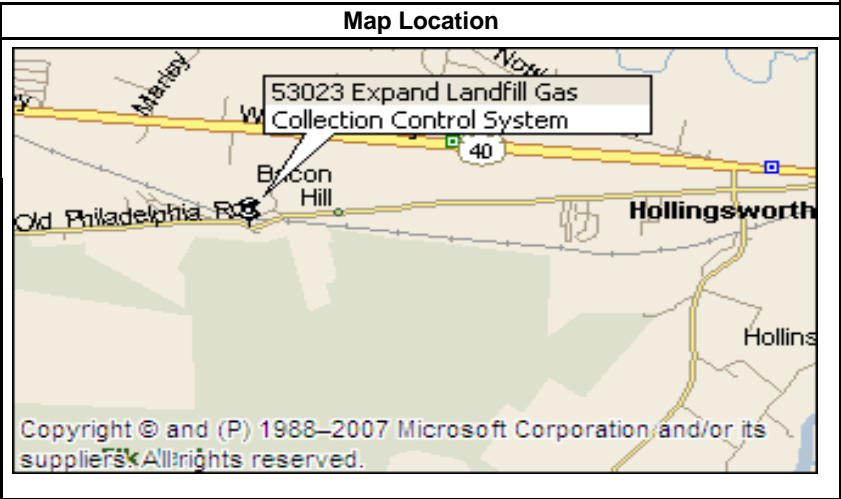 Map Location
Marley
53023 Expand Landfill Gas
Collection Control System
40
Bacon
Hill
Old Philadelphia
Hollingsworth
Hollins
Copyright © and (P) 1988–2007 Microsoft Corporation and/or its
suppliers. All rights reserved.